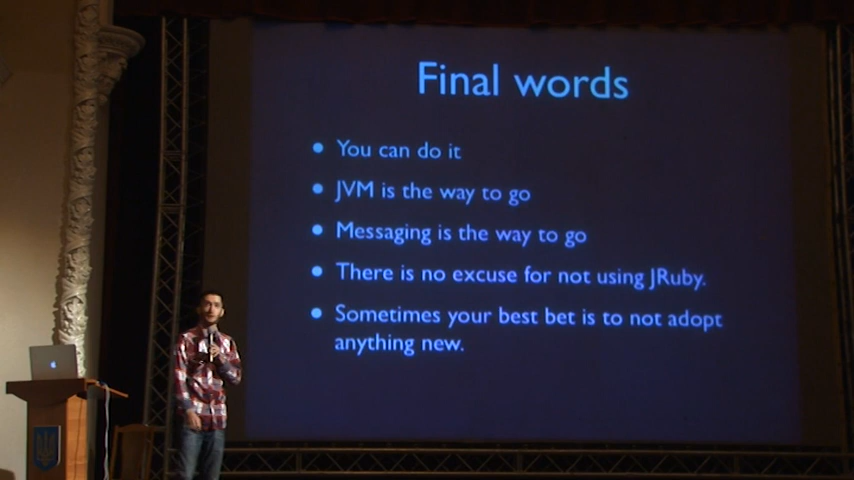 Final words
You can do it
JVM is the way to go
Messaging is the way to go
There is no excuse for not using JRuby.
Sometimes your best bet is to not adopt
anything new.